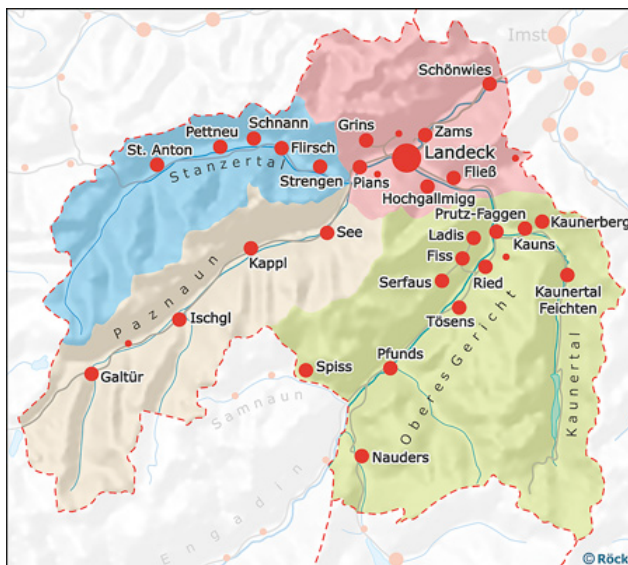 Imst
Schönwies
Grins
Zams
Schnann
Pettneu
Flirsch
St. Anton
Landeck
Stanzertal
Strengen
Pians
Fließ
Hochgallmigg
Prutz-Faggen
Kaunerberg
See
Ladis
Kauns
Kappl
Fiss
Serfaus
Ried
Kaunertal
Feichten
Paznaun
Ischgl
Tösens
Oberes Gericht
Kaunertal
Galtür
Spiss
Pfunds
Samnaun
Nauders
Engadin
© Röck